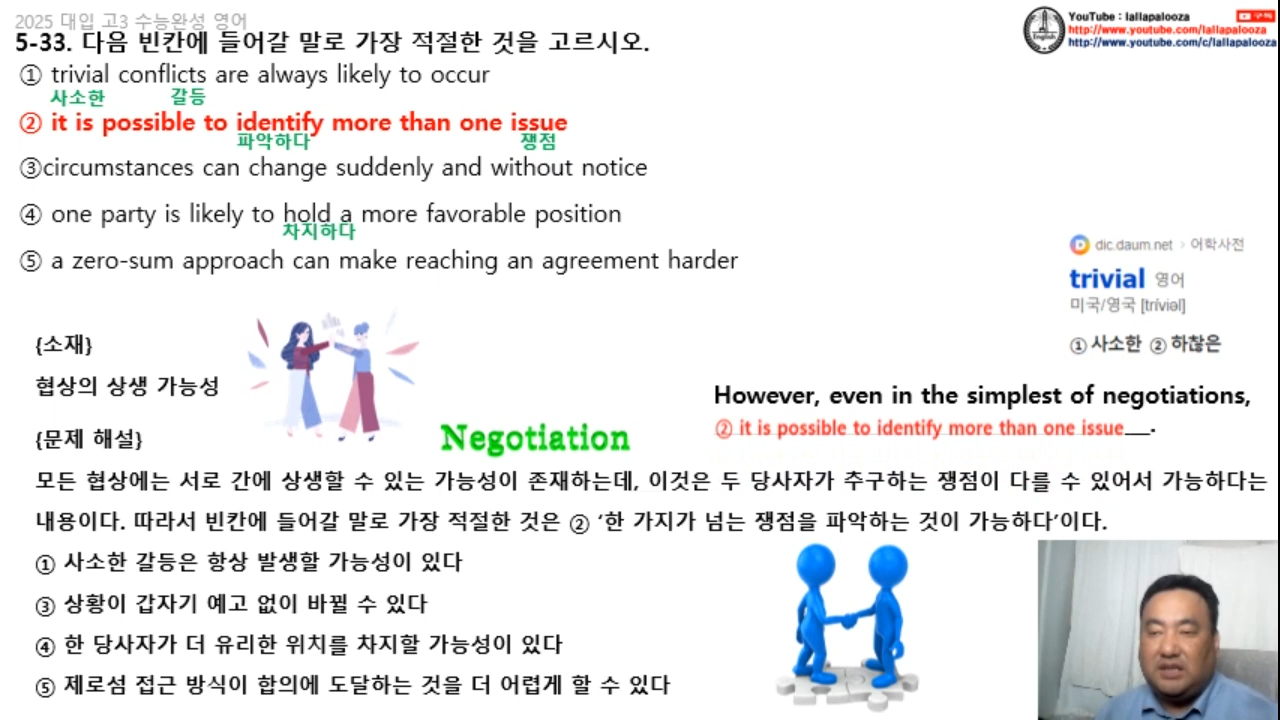 2025 대입 고3 수능완성 영어
5-33. 다음 빈칸에 들어갈 말로 가장 적절한 것을 고르시오.
YouTube : lallapalooza
구독
http://www.youtube.com/lallapalooza
http://www.youtube.com/c/lallapalooza
English
① trivial conflicts are always likely to occur
사소한 갈등
② it is possible to identify more than one issue
파악하다 쟁점
③circumstances can change suddenly and without notice
④ one party is likely to hold a more favorable position
차지하다
⑤ a zero-sum approach can make reaching an agreement harder
dic.daum.net › 어학사전
trivial 영어
미국/영국 [tríviəl]
① 사소한 ② 하찮은
{소재}
협상의 상생 가능성
Negotiation
However, even in the simplest of negotiations,
② it is possible to identify more than one issue__.
{문제 해설}
모든 협상에는 서로 간에 상생할 수 있는 가능성이 존재하는데, 이것은 두 당사자가 추구하는 쟁점이 다를 수 있어서 가능하다는
내용이다. 따라서 빈칸에 들어갈 말로 가장 적절한 것은 ② ‘한 가지가 넘는 쟁점을 파악하는 것이 가능하다’이다.
① 사소한 갈등은 항상 발생할 가능성이 있다
③ 상황이 갑자기 예고 없이 바뀔 수 있다
④ 한 당사자가 더 유리한 위치를 차지할 가능성이 있다
⑤ 제로섬 접근 방식이 합의에 도달하는 것을 더 어렵게 할 수 있다